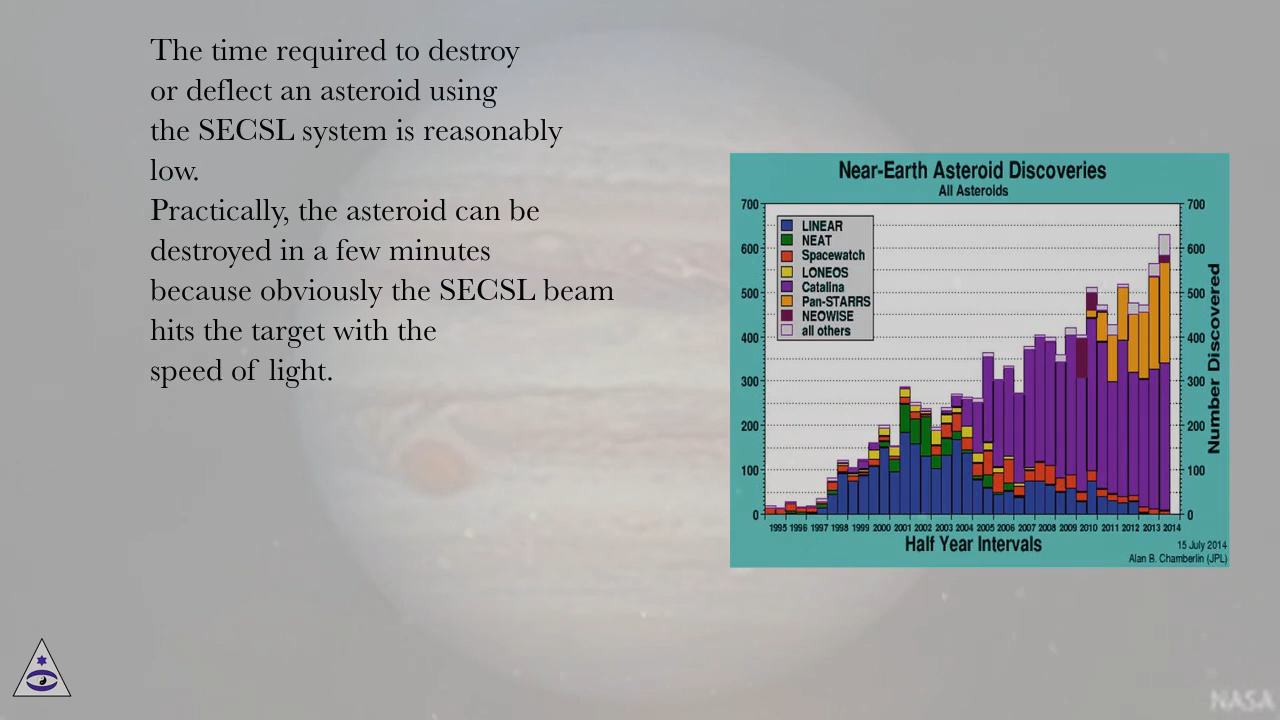 The time required to destroy
or deflect an asteroid using
the SECSL system is reasonably
low.
Practically, the asteroid can be
destroyed in a few minutes
because obviously the SECSL beam
hits the target with the
speed of light.
Near-Earth Asteroid Discoveries
All Asteroids
700 700
600 600
500 500
400 400
300 300
200 200
100 100
0 0
LINEAR
NEAT
Spacewatch
LONEOS
Catalina
Pan-STARRS
NEOWISE
all others
Number Discovered
1995 1996 1997 1998 1999 2000 2001 2002 2003 2004 2005 2006 2007 2008 2009 2010 2011 2012 2013 2014
Half Year Intervals
15 July 2014
Alan B. Chamberlin (JPL)
NASA